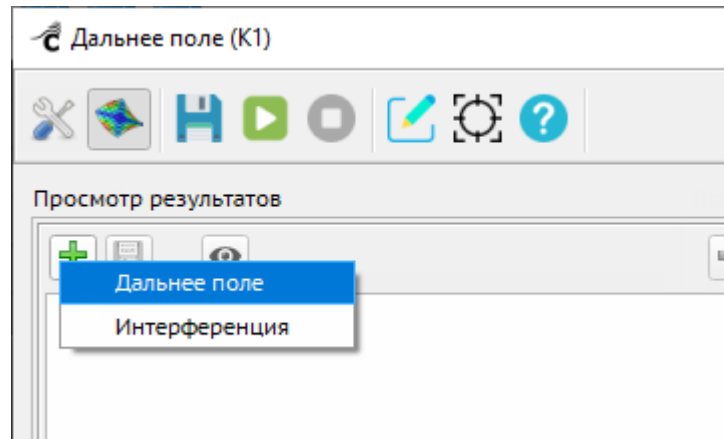 Дальнее поле (К1)
Просмотр результатов
Дальнее поле
Интерференция